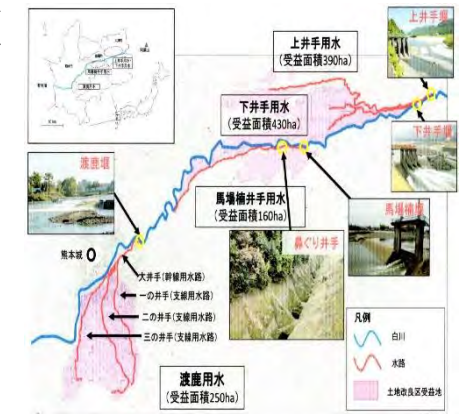 上井手用水
(受益面積390ha)
上井手堰
下井手用水
(受益面積430ha)
下井手堰
渡鹿堰
馬場楠井手用水
(受益面積160ha)
馬場楠堰
鼻ぐり井手
熊本城
大井手(幹線用水路)
一の井手(支線用水路)
二の井手(支線用水路)
三の井手(支線用水路)
渡鹿用水
(受益面積250ha)
凡例
白川
水路
土地改良区受益地